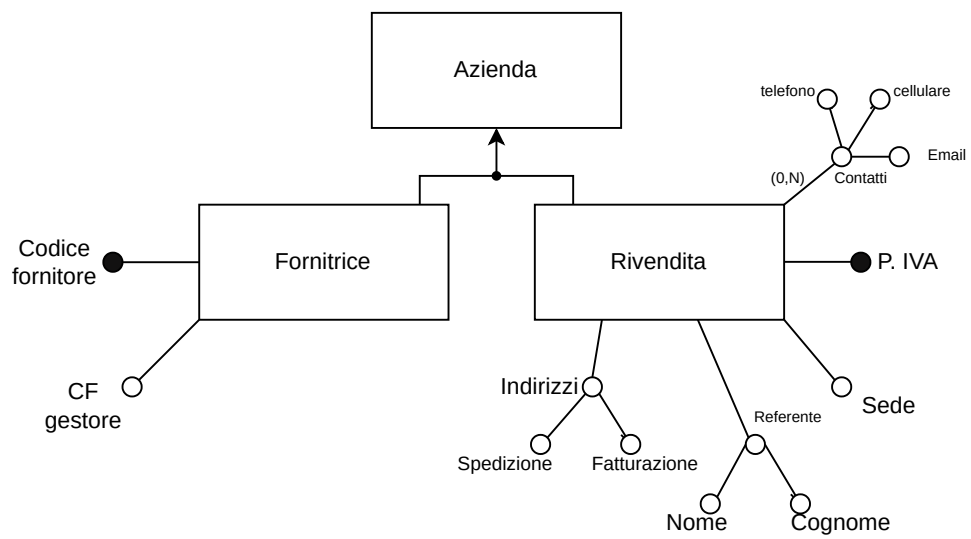 Azienda
telefono
cellulare
Email
Contatti
(0,N)
Codice
fornitore
Fornitrice
Rivendita
P. IVA
CF
gestore
Indirizzi
Sede
Referente
Spedizione
Fatturazione
Nome
Cognome